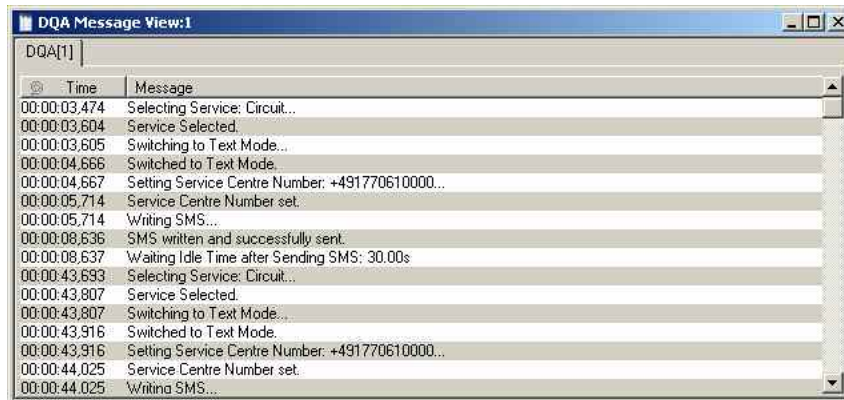 DQA Message View:1
DQA[1]
Time Message
00:00:03,474 Selecting Service: Circuit...
00:00:03,604 Service Selected.
00:00:03,605 Switching to Text Mode...
00:00:04,666 Switched to Text Mode.
00:00:04,667 Setting Service Centre Number: +491770610000...
00:00:05,714 Service Centre Number set.
00:00:05,714 Writing SMS...
00:00:08,636 SMS written and successfully sent.
00:00:08,637 Waiting Idle Time after Sending SMS: 30.00s
00:00:43,693 Selecting Service: Circuit...
00:00:43,807 Service Selected.
00:00:43,807 Switching to Text Mode...
00:00:43,916 Switched to Text Mode.
00:00:43,916 Setting Service Centre Number: +491770610000...
00:00:44,025 Service Centre Number set.
00:00:44,025 Writing SMS...